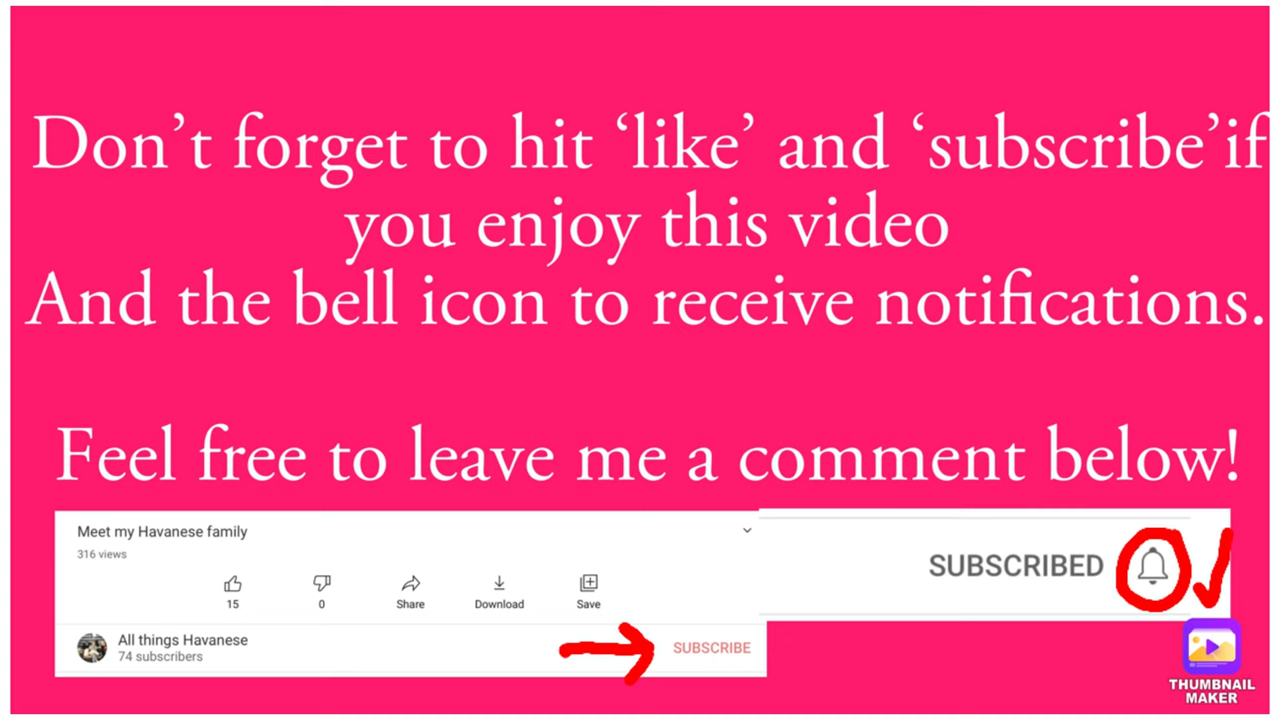 Don’t forget to hit ‘like’ and ‘subscribe’if
you enjoy this video
And the bell icon to receive notifications.
Feel free to leave me a comment below!
Meet my Havanese family
316 views
15 0 Share Download Save
All things Havanese
74 subscribers
SUBSCRIBE
SUBSCRIBED
THUMBNAIL
MAKER